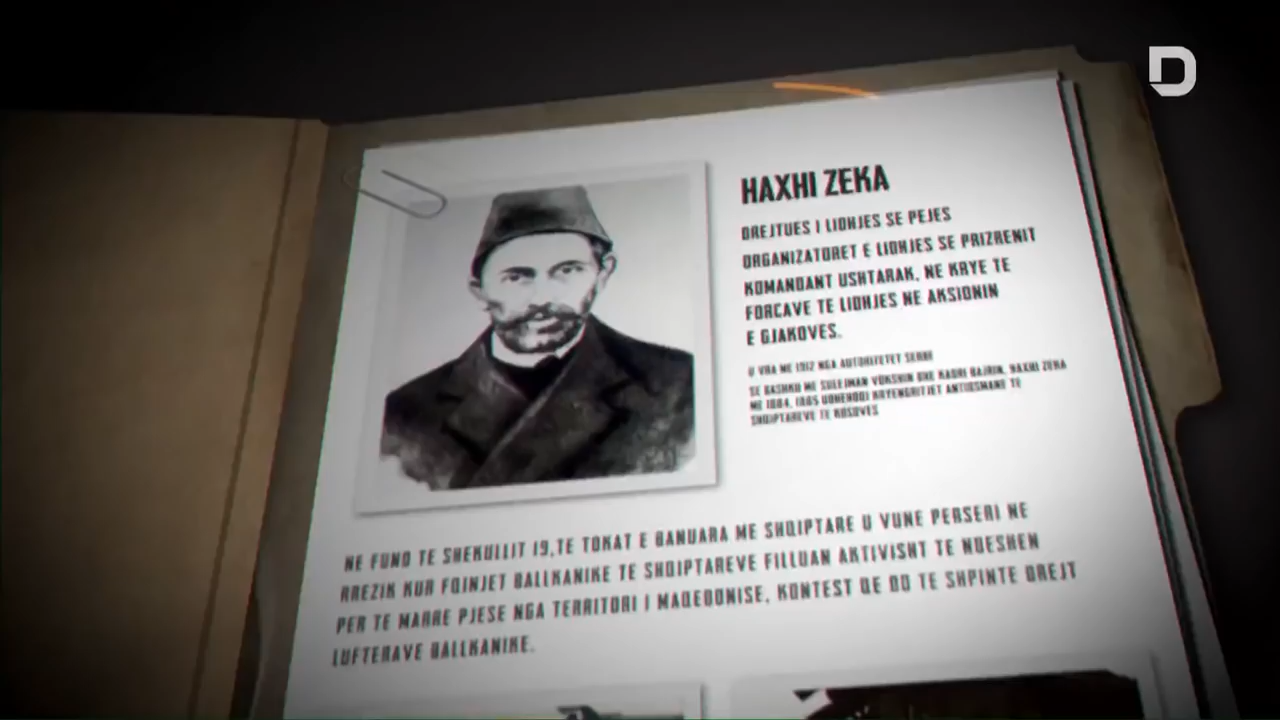 D
HAXHI ZEKA
DREJTUES I LIDHJES SE PEJES
ORGANIZATORET E LIDHJES SE PRIZRENIT
KOMANDANT USHTARAK, NE KRYE TE
FORCAVE TE LIDHJES NE AKSIONIN
E GJAKOVES.
U VRA ME 1912 NGA AUTORITETET SERBE
SE BASHKU ME SULEJMAN VOKSHIN DHE KADRI BAJRIN, HAXHI ZEKA
ME 1884, 1885 UDHEHOQI KRYENGRITJET ANTIOSMANE TE
SHQIPTAREVE TE KOSOVES
NE FUND TE SHEKULLIT 19,TE TOKAT E BANUARA ME SHQIPTARE U VUNE PERSERI NE
RREZIK KUR FQINJET BALLKANIKE TE SHQIPTAREVE FILLUAN AKTIVISHT TE NDESHEN
PER TE MARRE PJESE NGA TERRITORI I MAQEDONISE, KONTEST QE DO TE SHPINTE DREJT
LUFTERAVE BALLKANIKE.